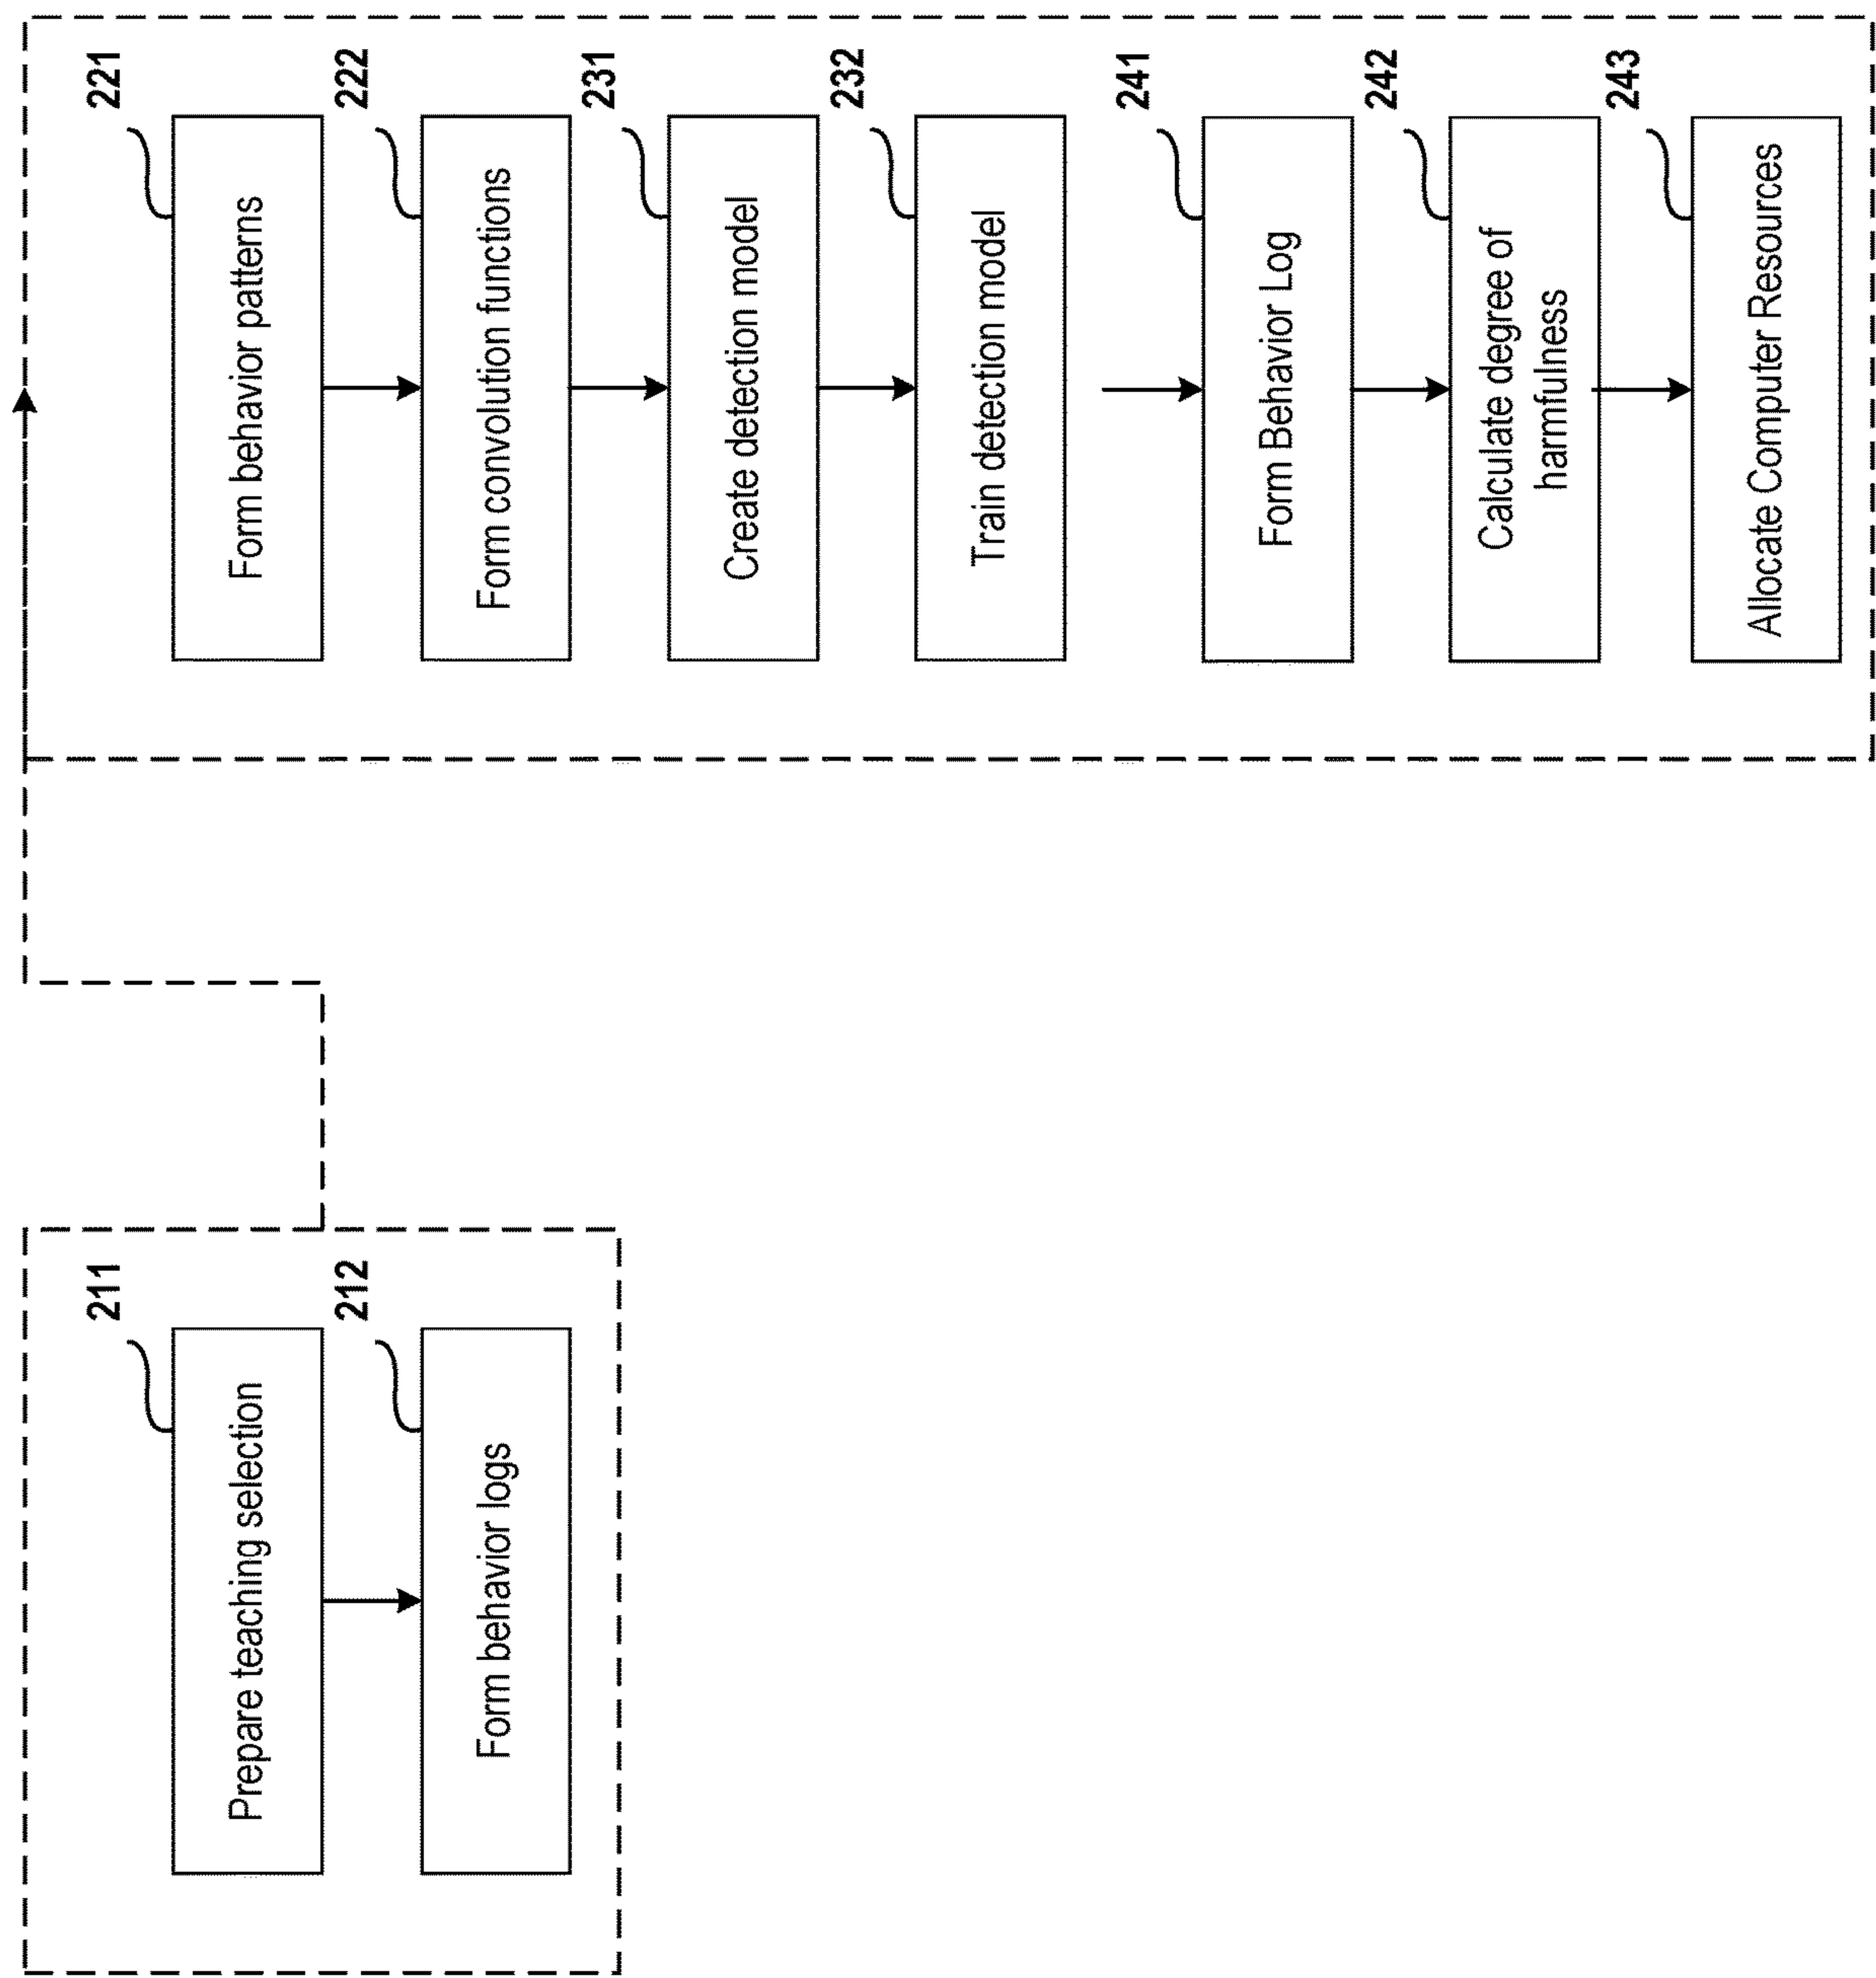 211
Prepare teaching selection
212
Form behavior logs
221
Form behavior patterns
222
Form convolution functions
231
Create detection model
232
Train detection model
241
Form Behavior Log
242
Calculate degree of
harmfulness
243
Allocate Computer Resources